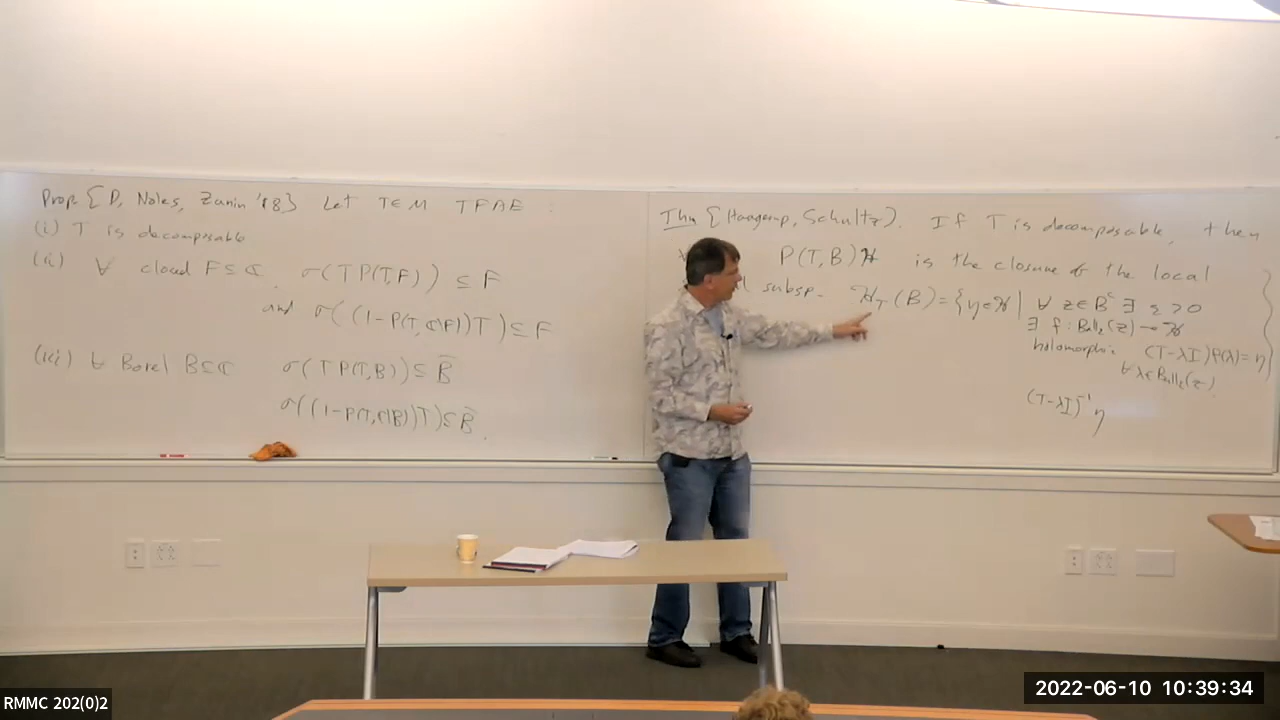 Prop {D, Noles, Zanin '18} Let T∈M TFAE :
(i) T is decomposable
(ii) ∀ closed F⊆ℂ, σ(T P(T,F)) ⊆ F
and σ((1-P(T,ℂ\F))T) ⊆ F
(iii) ∀ Borel B⊆ℂ σ(T P(T,B)) ⊆ B̄
σ((1-P(T,ℂ\B))T) ⊆ B̄.
Thm {Haagerup, Schultz). If T is decomposable, then
∀ P(T,B)ℋ is the closure of the local
subsp. ℋ_T(B) = {η∈ℋ | ∀ z∈B^c ∃ ε>0
∃ f : Ball_ε(z) → ℋ
holomorphic (T-λI)f(λ) = η
∀λ∈Ball_ε(z)}
(T-λI)^-1 η
RMMC 202(0)2
2022-06-10 10:39:34